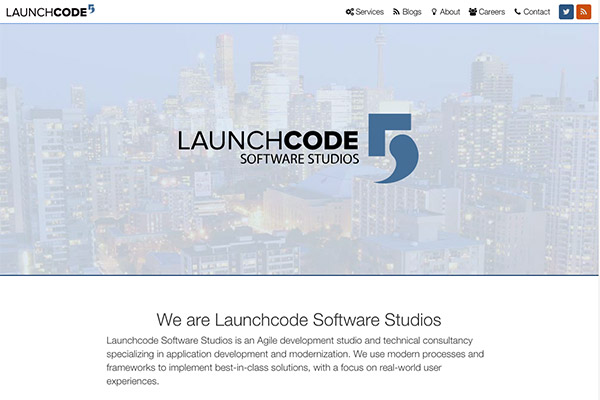 LAUNCHCODE
Services Blogs About Careers Contact
LAUNCHCODE
SOFTWARE STUDIOS
We are Launchcode Software Studios
Launchcode Software Studios is an Agile development studio and technical consultancy
specializing in application development and modernization. We use modern processes and
frameworks to implement best-in-class solutions, with a focus on real-world user
experiences.